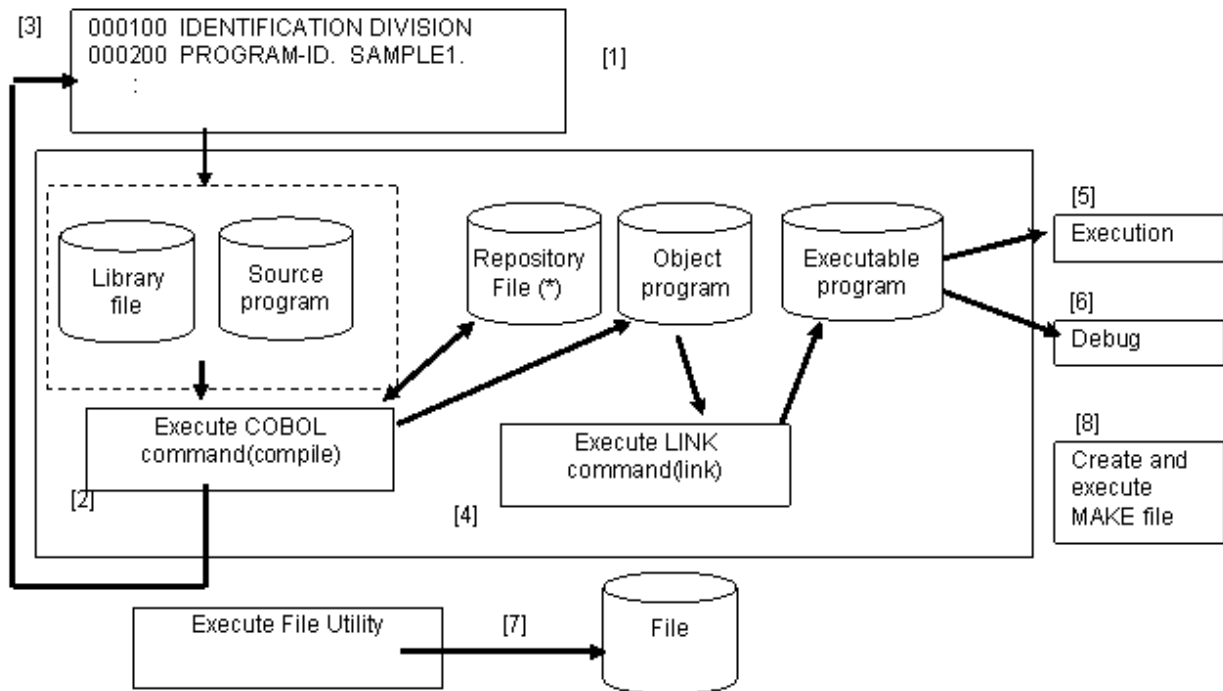 [3]
000100 IDENTIFICATION DIVISION
000200 PROGRAM-ID. SAMPLE1.
:
[1]
Library
file
Source
program
Repository
File (*)
Object
program
Executable
program
[5]
Execution
[6]
Debug
Execute COBOL
command(compile)
[2]
Execute LINK
command(link)
[4]
[8]
Create and
execute
MAKE file
Execute File Utility
[7]
File